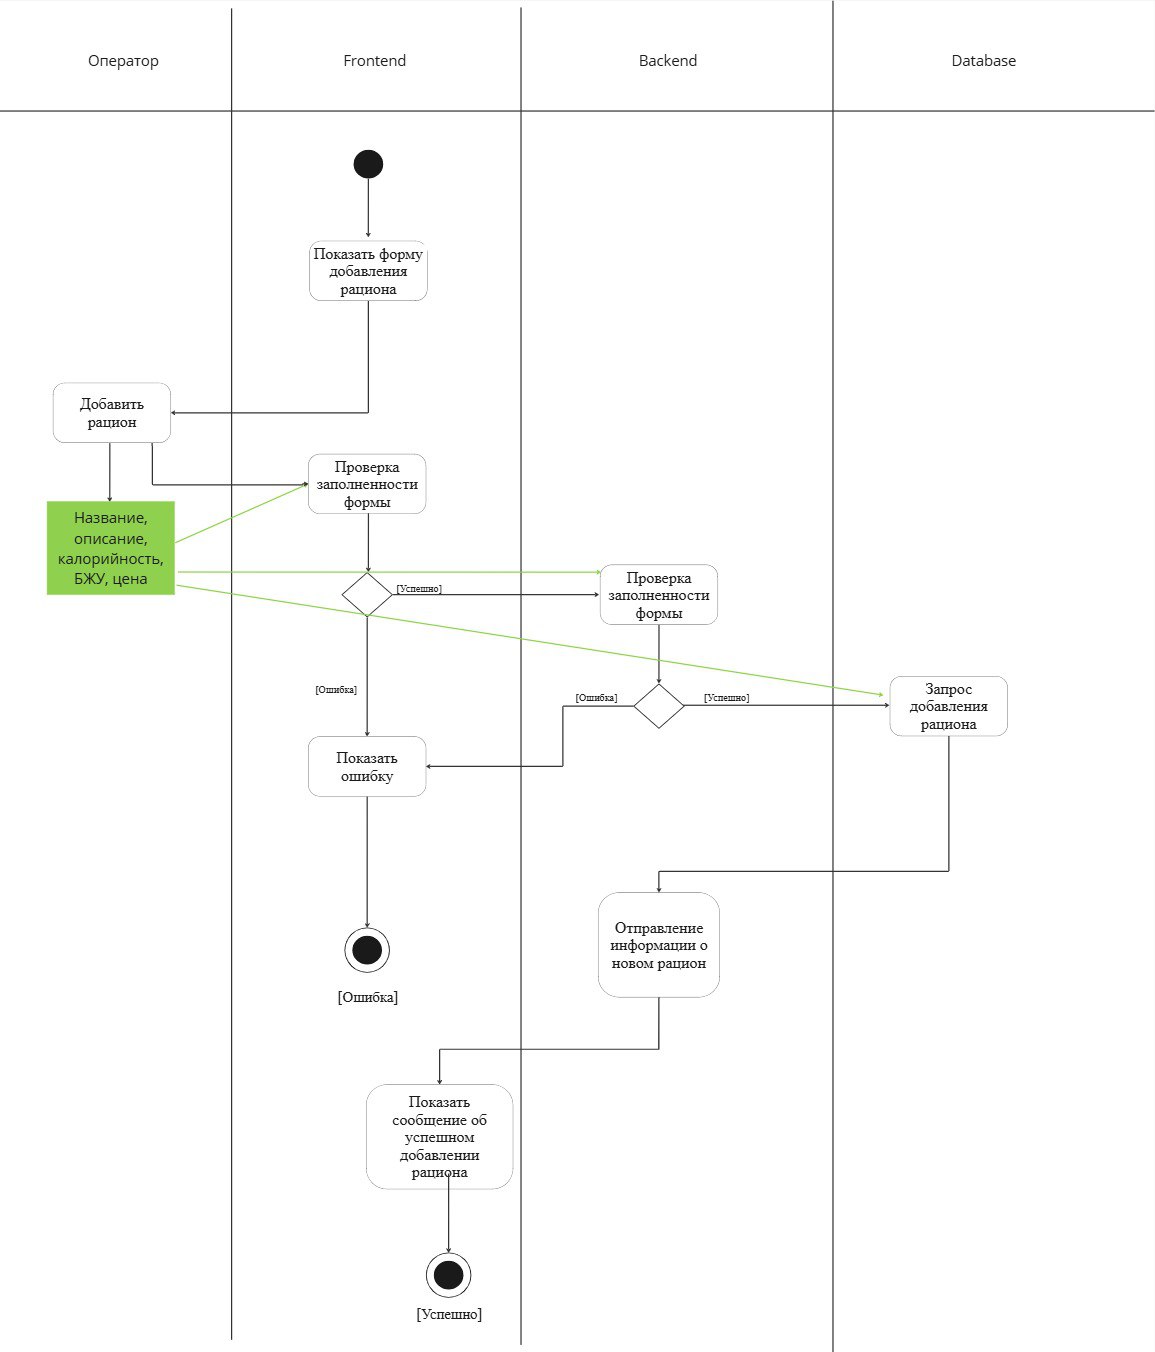 Оператор
Frontend
Backend
Database
Показать форму
добавления
рациона
Добавить
рацион
Проверка
заполненности
формы
Название,
описание,
калорийность,
БЖУ, цена
[Успешно]
Проверка
заполненности
формы
[Ошибка]
[Ошибка]
[Успешно]
Запрос
добавления
рациона
Показать
ошибку
Отправление
информации о
новом рацион
[Ошибка]
Показать
сообщение об
успешном
добавлении
рациона
[Успешно]